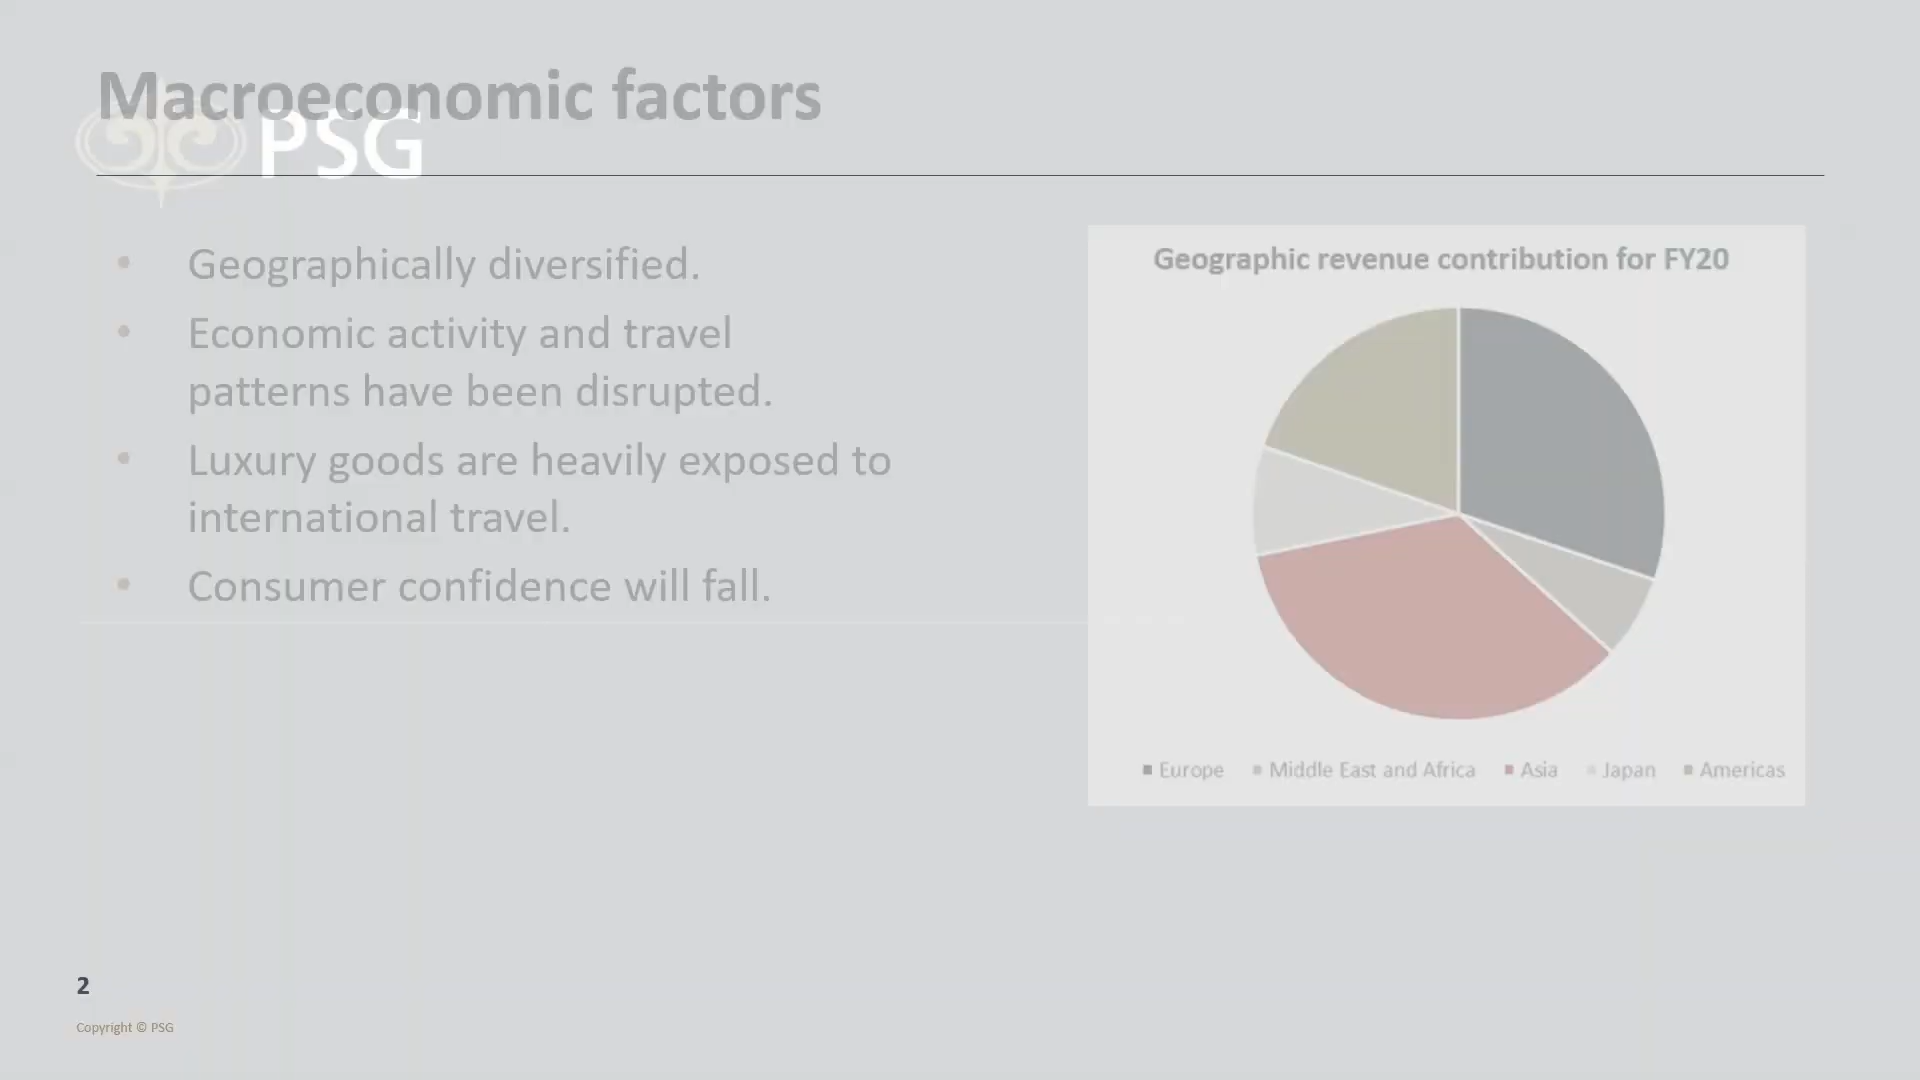 Macroeconomic factors
PSG
• Geographically diversified.
• Economic activity and travel
patterns have been disrupted.
• Luxury goods are heavily exposed to
international travel.
• Consumer confidence will fall.
Geographic revenue contribution for FY20
Europe Middle East and Africa Asia Japan Americas
2
Copyright © PSG